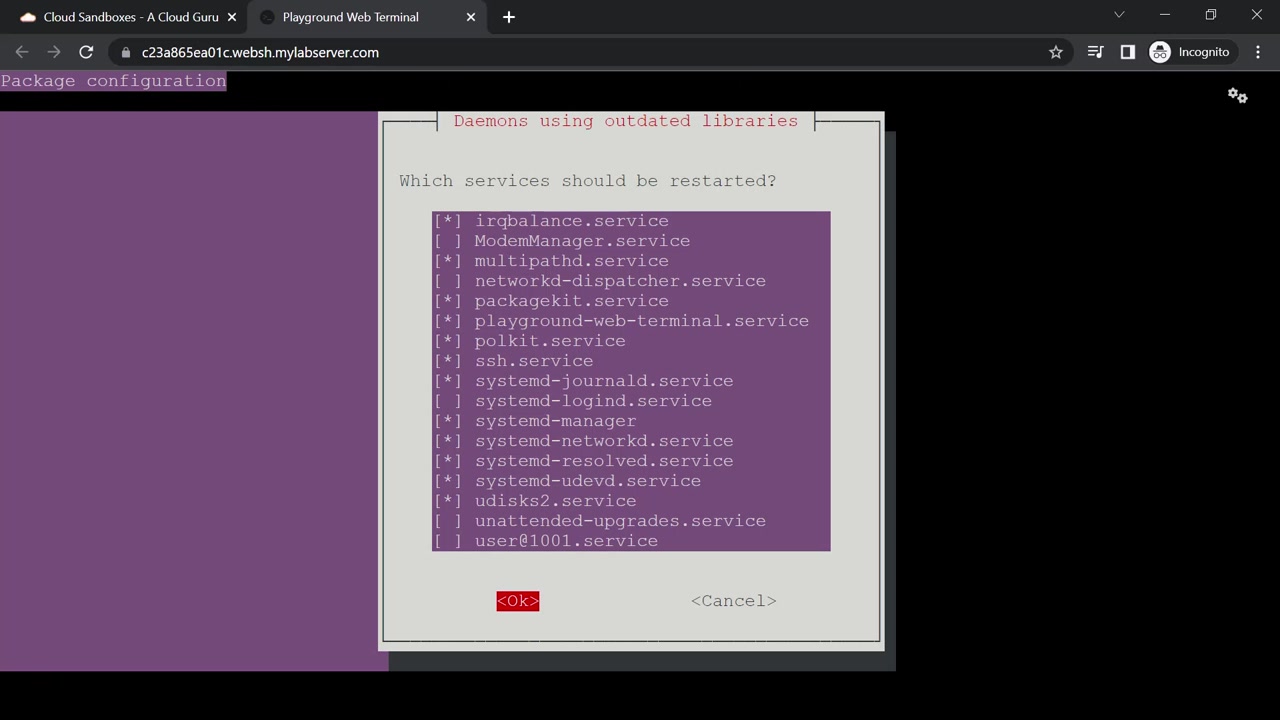 Cloud Sandboxes - A Cloud Guru
Playground Web Terminal
c23a865ea01c.websh.mylabserver.com
Incognito
Package configuration
Daemons using outdated libraries
Which services should be restarted?
[*] irqbalance.service
[ ] ModemManager.service
[*] multipathd.service
[ ] networkd-dispatcher.service
[*] packagekit.service
[*] playground-web-terminal.service
[*] polkit.service
[*] ssh.service
[*] systemd-journald.service
[ ] systemd-logind.service
[*] systemd-manager
[*] systemd-networkd.service
[*] systemd-resolved.service
[*] systemd-udevd.service
[*] udisks2.service
[ ] unattended-upgrades.service
[ ] user@1001.service
<Ok> <Cancel>